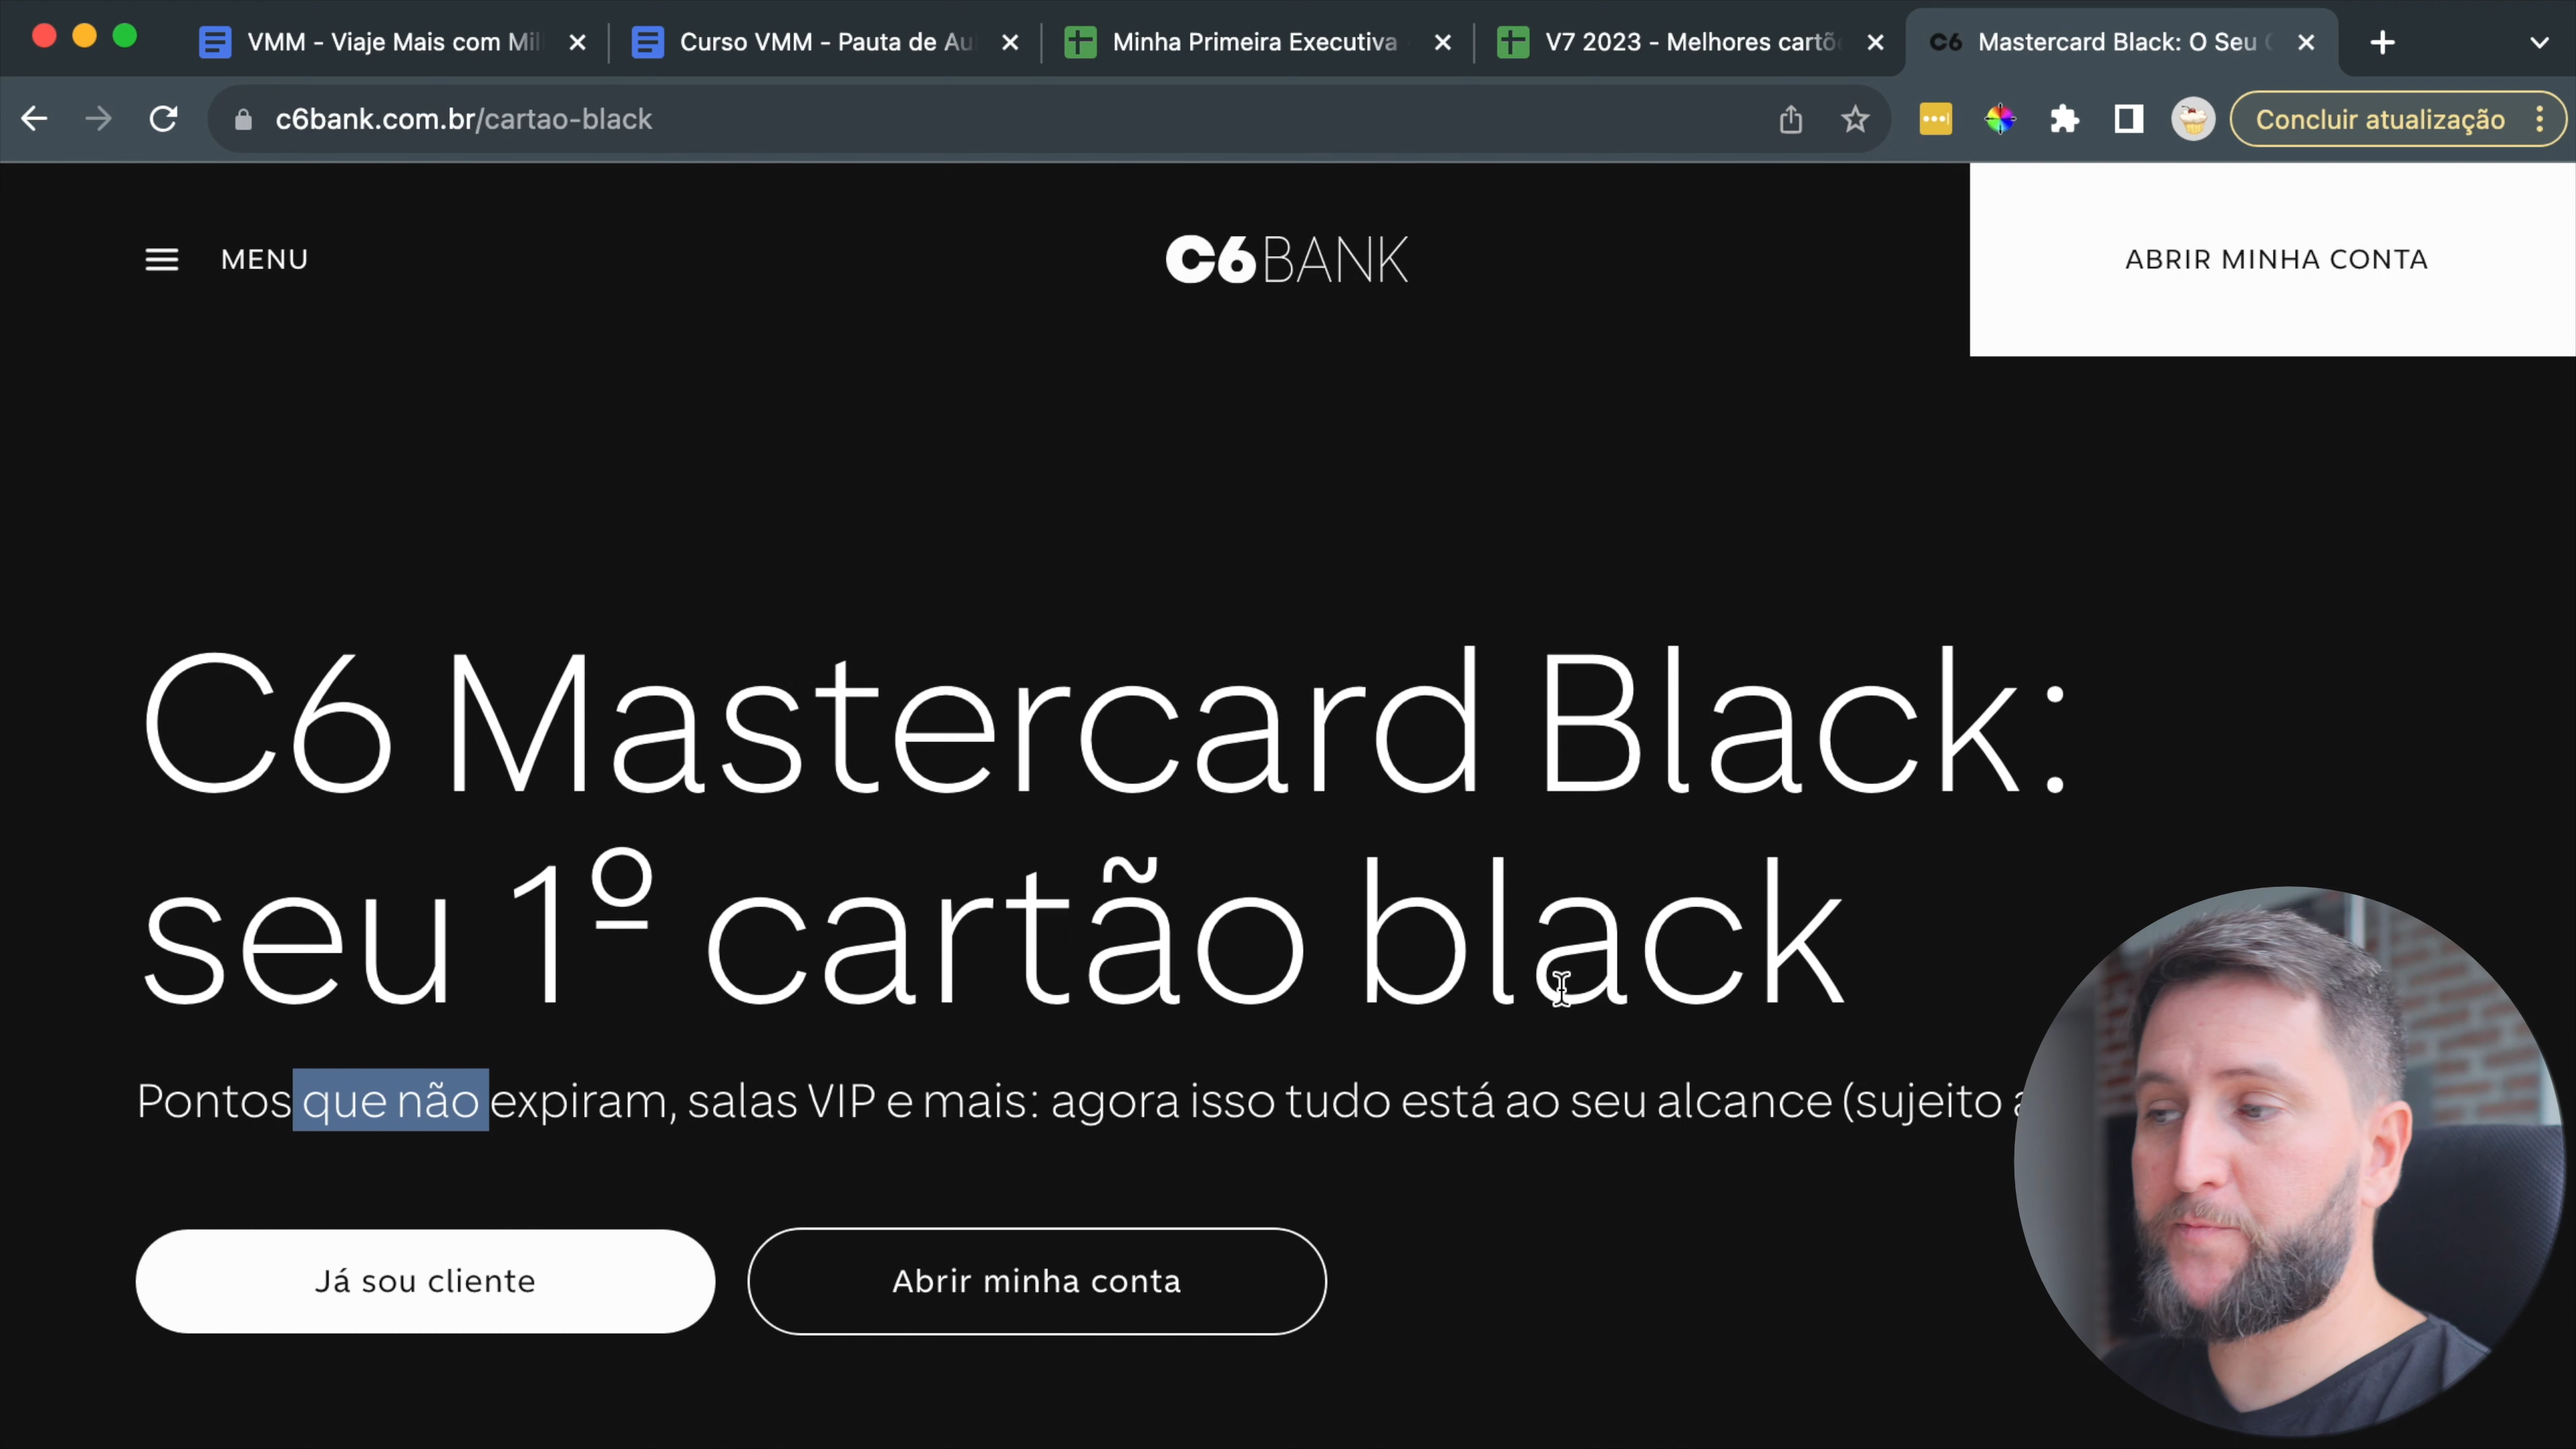 VMM - Viaje Mais com Mil
Curso VMM - Pauta de Au
Minha Primeira Executiva
V7 2023 - Melhores cartõ
C6 Mastercard Black: O Seu
c6bank.com.br/cartao-black
Concluir atualização
MENU
C6BANK
ABRIR MINHA CONTA
C6 Mastercard Black:
seu 1º cartão black
Pontos que não expiram, salas VIP e mais: agora isso tudo está ao seu alcance (sujeito a
Já sou cliente
Abrir minha conta